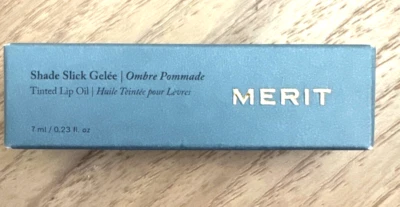 Shade Slick Gelée | Ombre Pommade
Tinted Lip Oil | Huile Teintée pour Lèvres
MERIT
7 ml / 0.23 fl. oz